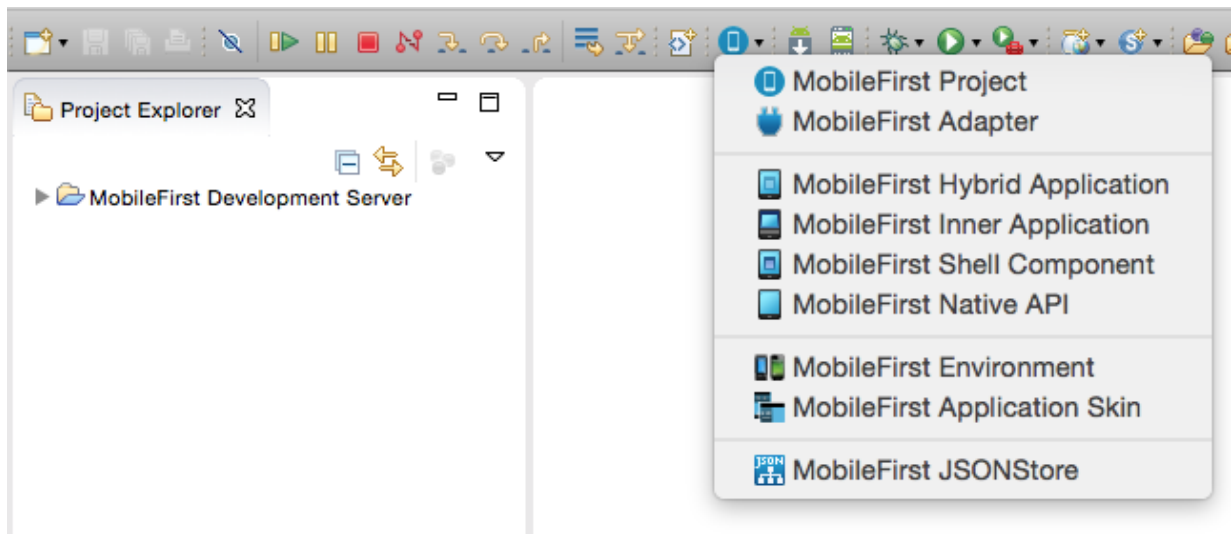 Project Explorer
MobileFirst Development Server
MobileFirst Project
MobileFirst Adapter
MobileFirst Hybrid Application
MobileFirst Inner Application
MobileFirst Shell Component
MobileFirst Native API
MobileFirst Environment
MobileFirst Application Skin
JSON MobileFirst JSONStore